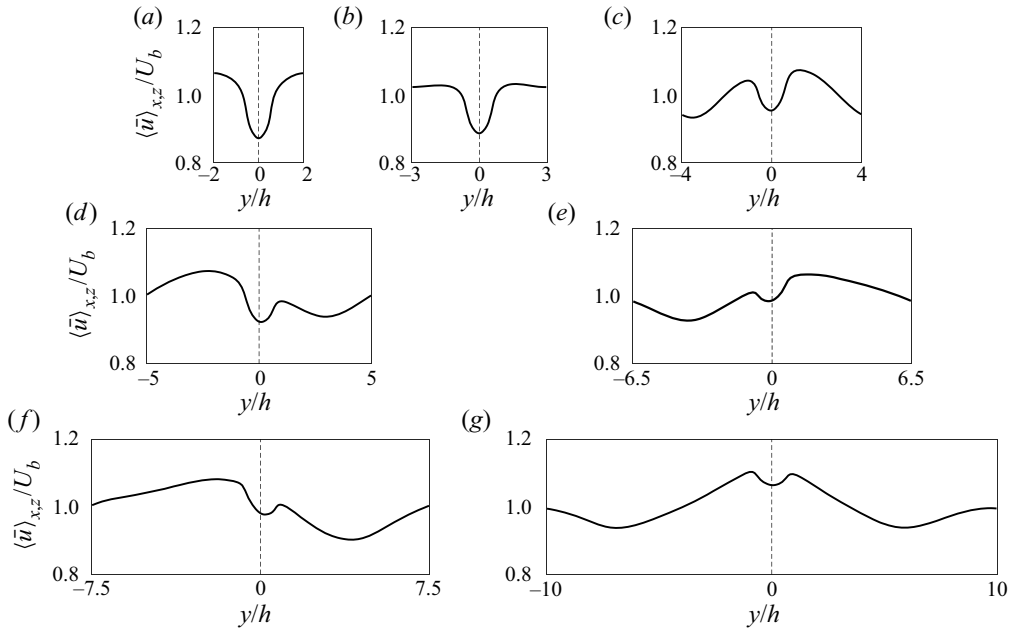 (a) (b) (c)
1.2 1.2 1.2
⟨ū⟩x,z/Ub 1.0 1.0 1.0
0.8 0.8 0.8
–2 0 2 –3 0 3 –4 0 4
y/h y/h y/h
(d) (e)
1.2 1.2
⟨ū⟩x,z/Ub 1.0 1.0
0.8 0.8
–5 0 5 –6.5 0 6.5
y/h y/h
(f) (g)
1.2 1.2
⟨ū⟩x,z/Ub 1.0 1.0
0.8 0.8
–7.5 0 7.5 –10 0 10
y/h y/h